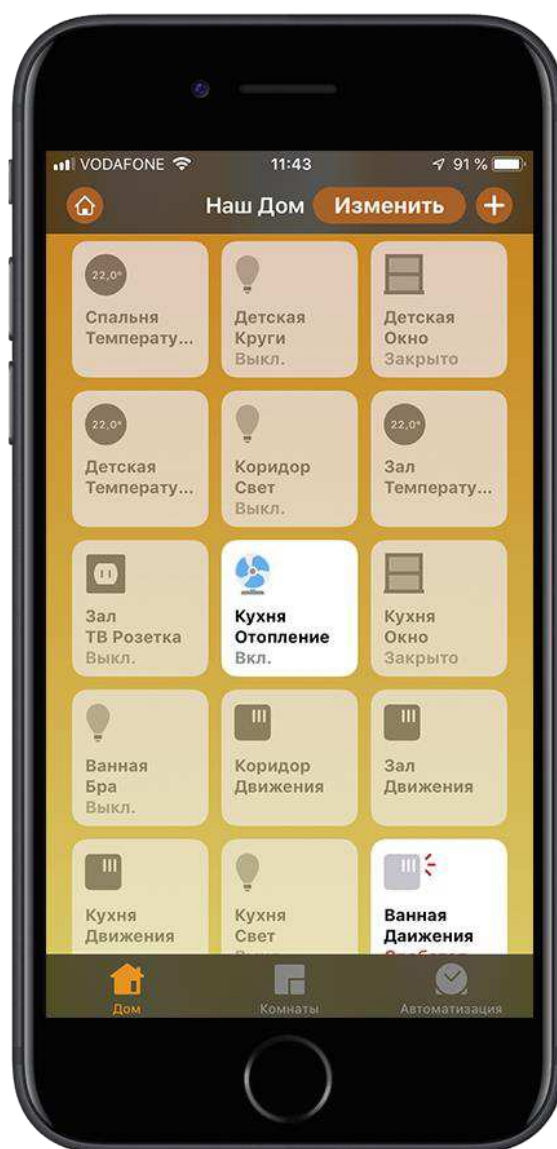 VODAFONE 11:43 91 %
Наш Дом Изменить
22,0°
Спальня
Температу...
Детская
Круги
Выкл.
Детская
Окно
Закрыто
22,0°
Детская
Температу...
Коридор
Свет
Выкл.
22,0°
Зал
Температу...
Зал
ТВ Розетка
Выкл.
Кухня
Отопление
Вкл.
Кухня
Окно
Закрыто
Ванная
Бра
Выкл.
Коридор
Движения
Зал
Движения
Кухня
Движения
Кухня
Свет
Ванная
Даижения
Дом Комнаты Автоматизация